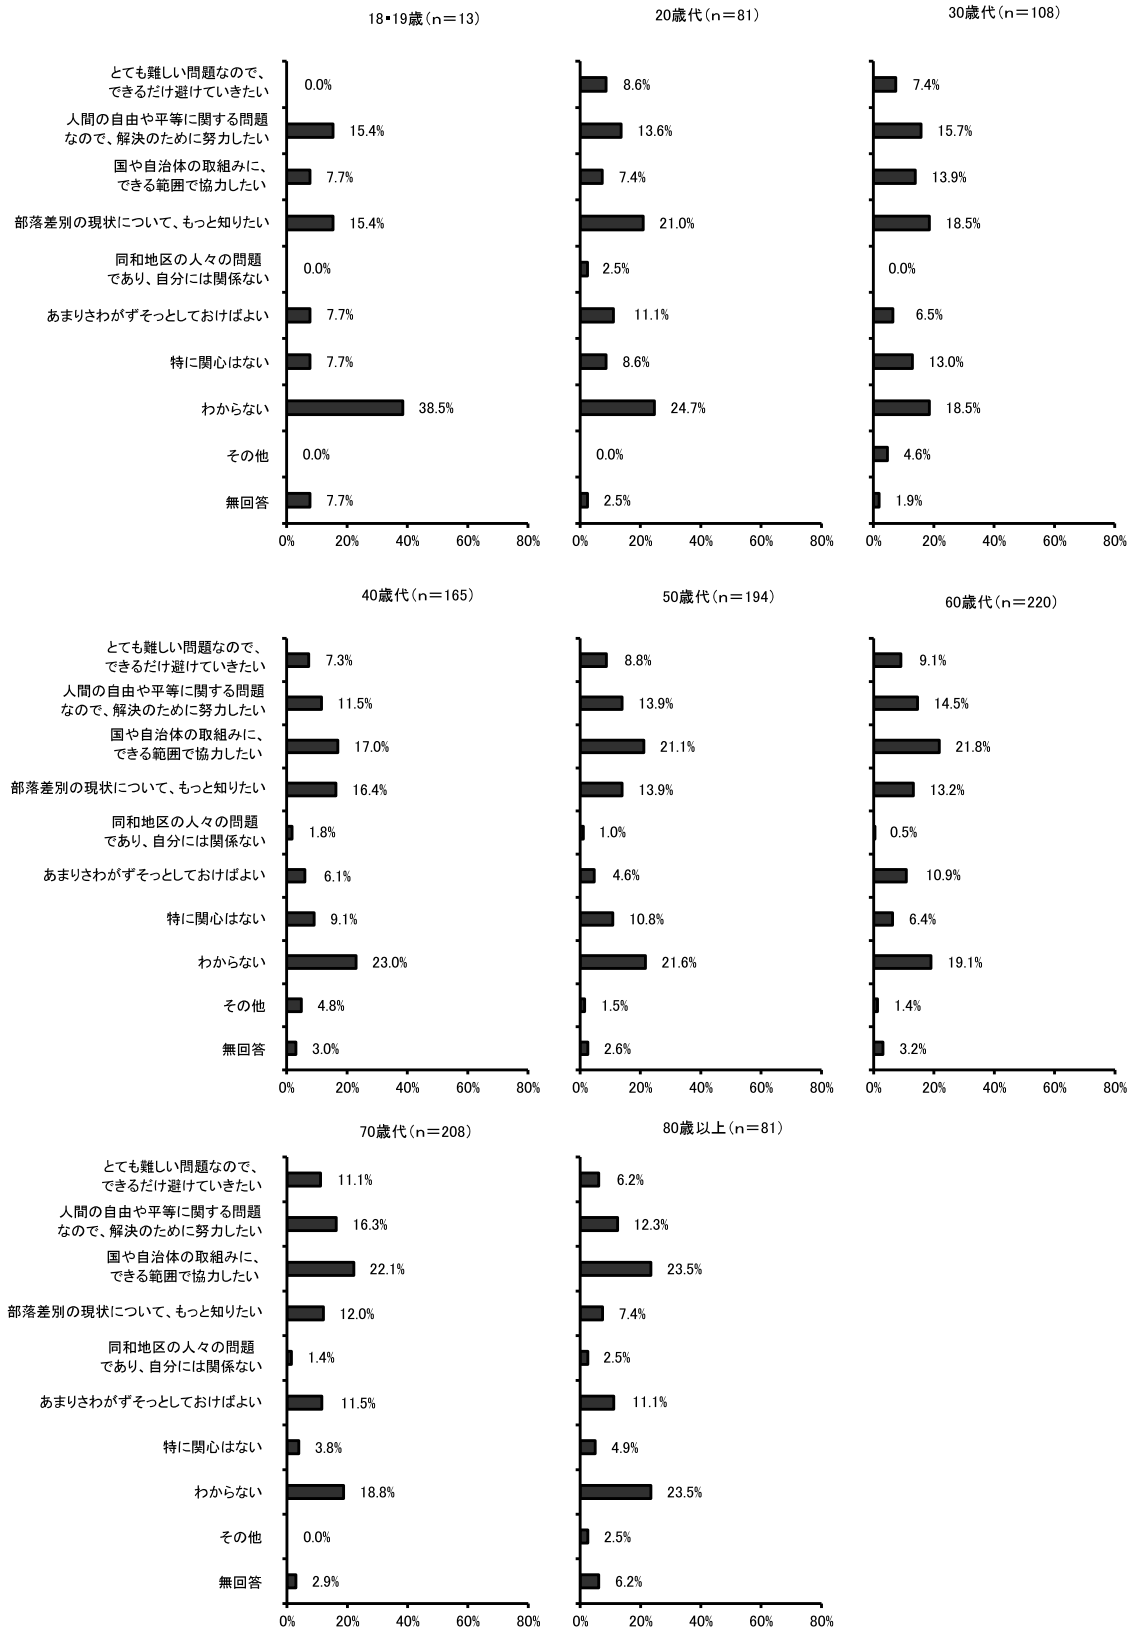 18・19歳(n=13)
とても難しい問題なので、
できるだけ避けていきたい
0.0%
人間の自由や平等に関する問題
なので、解決のために努力したい
15.4%
国や自治体の取組みに、
できる範囲で協力したい
7.7%
部落差別の現状について、もっと知りたい
15.4%
同和地区の人々の問題
であり、自分には関係ない
0.0%
あまりさわがずそっとしておけばよい
7.7%
特に関心はない
7.7%
わからない
38.5%
その他
0.0%
無回答
7.7%
0% 20% 40% 60% 80%
20歳代(n=81)
8.6%
13.6%
7.4%
21.0%
2.5%
11.1%
8.6%
24.7%
0.0%
2.5%
0% 20% 40% 60% 80%
30歳代(n=108)
7.4%
15.7%
13.9%
18.5%
0.0%
6.5%
13.0%
18.5%
4.6%
1.9%
0% 20% 40% 60% 80%
40歳代(n=165)
とても難しい問題なので、
できるだけ避けていきたい
7.3%
人間の自由や平等に関する問題
なので、解決のために努力したい
11.5%
国や自治体の取組みに、
できる範囲で協力したい
17.0%
部落差別の現状について、もっと知りたい
16.4%
同和地区の人々の問題
であり、自分には関係ない
1.8%
あまりさわがずそっとしておけばよい
6.1%
特に関心はない
9.1%
わからない
23.0%
その他
4.8%
無回答
3.0%
0% 20% 40% 60% 80%
50歳代(n=194)
8.8%
13.9%
21.1%
13.9%
1.0%
4.6%
10.8%
21.6%
1.5%
2.6%
0% 20% 40% 60% 80%
60歳代(n=220)
9.1%
14.5%
21.8%
13.2%
0.5%
10.9%
6.4%
19.1%
1.4%
3.2%
0% 20% 40% 60% 80%
70歳代(n=208)
とても難しい問題なので、
できるだけ避けていきたい
11.1%
人間の自由や平等に関する問題
なので、解決のために努力したい
16.3%
国や自治体の取組みに、
できる範囲で協力したい
22.1%
部落差別の現状について、もっと知りたい
12.0%
同和地区の人々の問題
であり、自分には関係ない
1.4%
あまりさわがずそっとしておけばよい
11.5%
特に関心はない
3.8%
わからない
18.8%
その他
0.0%
無回答
2.9%
0% 20% 40% 60% 80%
80歳以上(n=81)
6.2%
12.3%
23.5%
7.4%
2.5%
11.1%
4.9%
23.5%
2.5%
6.2%
0% 20% 40% 60% 80%